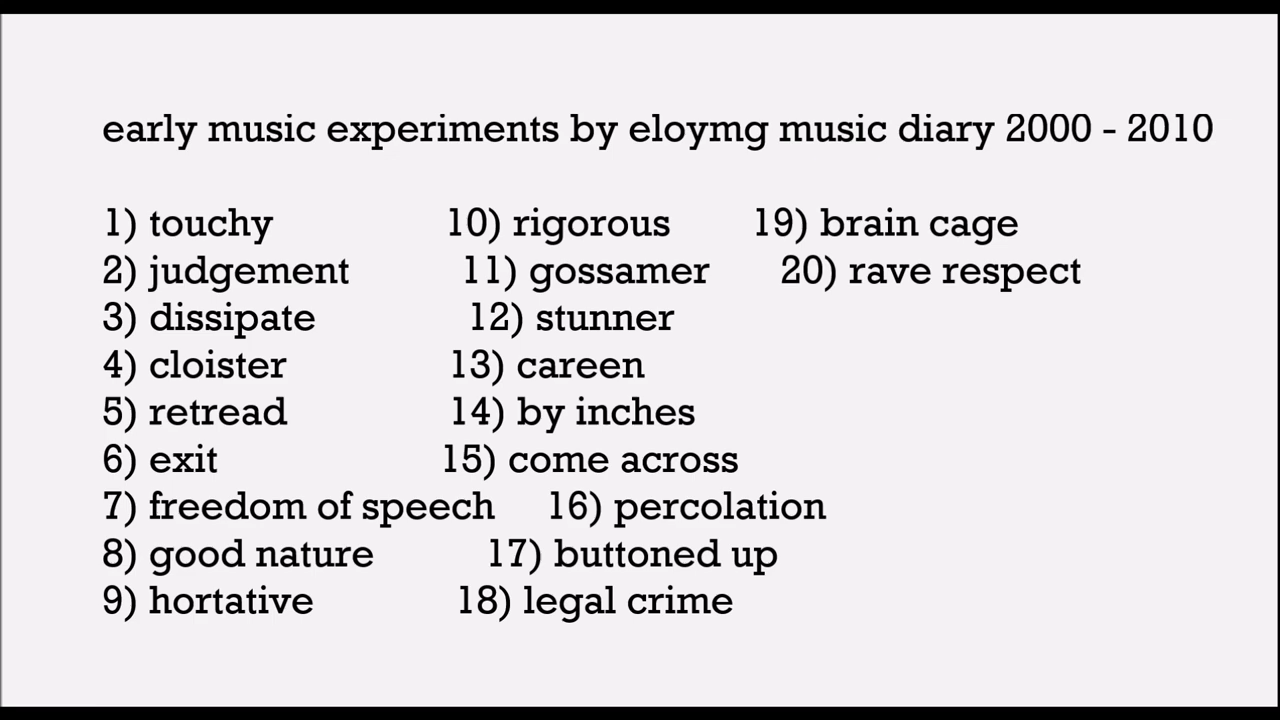 early music experiments by eloymg music diary 2000 - 2010
1) touchy 10) rigorous 19) brain cage
2) judgement 11) gossamer 20) rave respect
3) dissipate 12) stunner
4) cloister 13) careen
5) retread 14) by inches
6) exit 15) come across
7) freedom of speech 16) percolation
8) good nature 17) buttoned up
9) hortative 18) legal crime